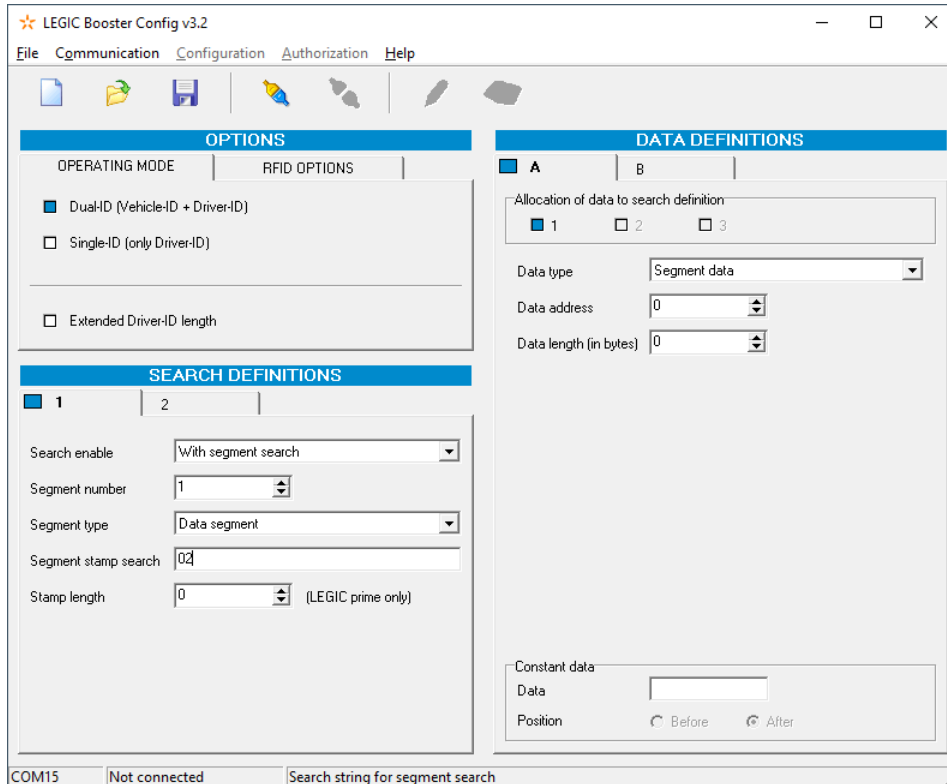 LEGIC Booster Config v3.2
File Communication Configuration Authorization Help
OPTIONS
OPERATING MODE RFID OPTIONS
Dual-ID (Vehicle-ID + Driver-ID)
Single-ID (only Driver-ID)
Extended Driver-ID length
SEARCH DEFINITIONS
1 2
Search enable With segment search
Segment number 1
Segment type Data segment
Segment stamp search 02
Stamp length 0 (LEGIC prime only)
DATA DEFINITIONS
A B
Allocation of data to search definition
1 2 3
Data type Segment data
Data address 0
Data length (in bytes) 0
Constant data
Data
Position Before After
COM15 Not connected Search string for segment search